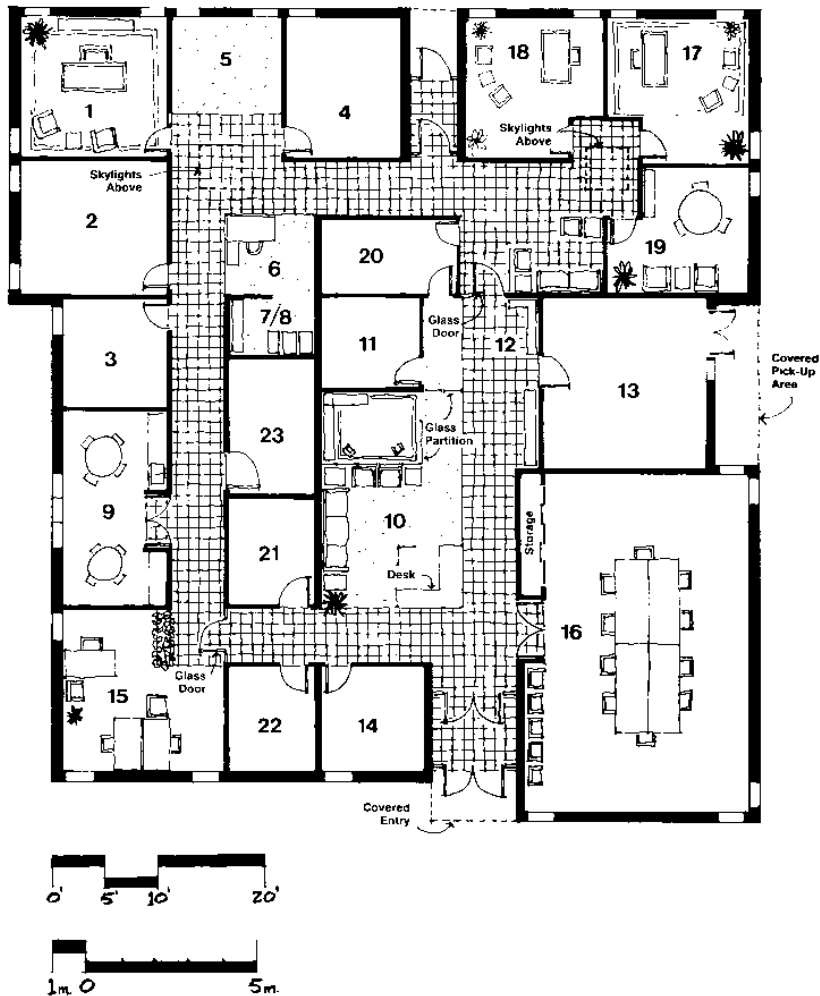 5
18
17
1
4
Skylights
Above
Skylights
Above
2
19
6
20
7/8
Glass
Door
11
12
3
13
Covered
Pick-Up
Area
Glass
Partition
23
9
10
Storage
21
Desk
16
Glass
Door
15
22
14
Covered
Entry
0' 5' 10' 20'
1m. 0 5m.